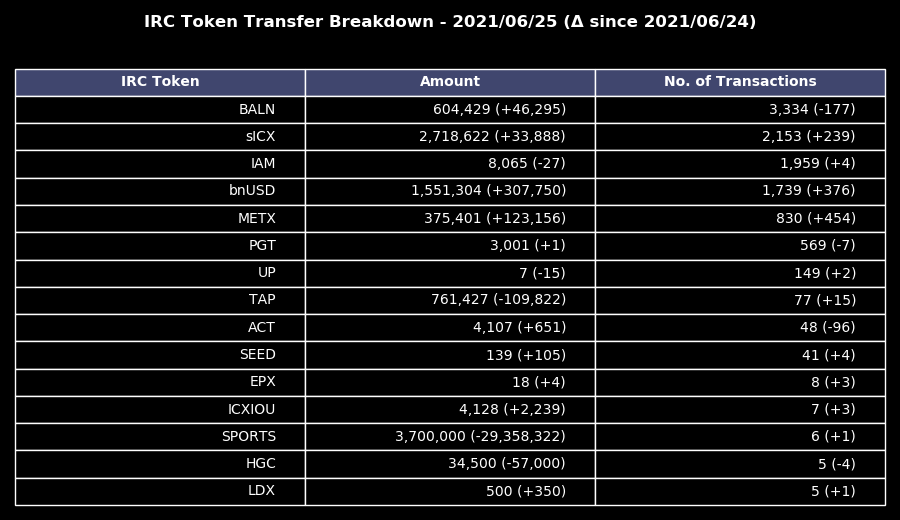 IRC Token Transfer Breakdown - 2021/06/25 (Δ since 2021/06/24)
IRC Token Amount No. of Transactions
BALN 604,429 (+46,295) 3,334 (-177)
sICX 2,718,622 (+33,888) 2,153 (+239)
IAM 8,065 (-27) 1,959 (+4)
bnUSD 1,551,304 (+307,750) 1,739 (+376)
METX 375,401 (+123,156) 830 (+454)
PGT 3,001 (+1) 569 (-7)
UP 7 (-15) 149 (+2)
TAP 761,427 (-109,822) 77 (+15)
ACT 4,107 (+651) 48 (-96)
SEED 139 (+105) 41 (+4)
EPX 18 (+4) 8 (+3)
ICXIOU 4,128 (+2,239) 7 (+3)
SPORTS 3,700,000 (-29,358,322) 6 (+1)
HGC 34,500 (-57,000) 5 (-4)
LDX 500 (+350) 5 (+1)